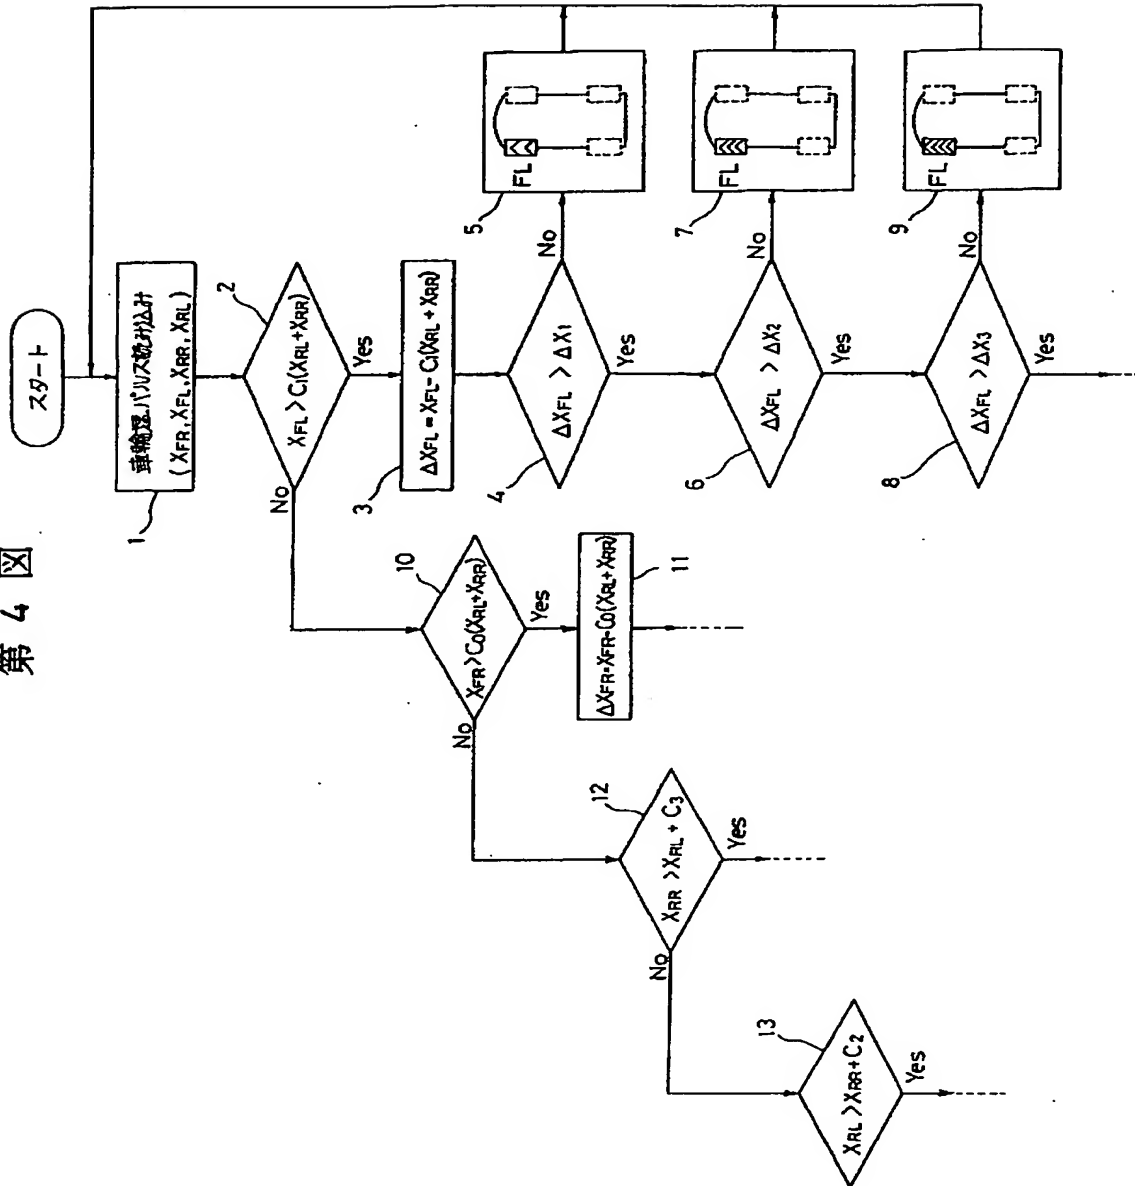 第 4 図
スタート
1
車輪速パルス読み込み
(XFR, XFL, XRR, XRL)
2
XFL > C1(XRL+XRR)
No
Yes
3
ΔXFL = XFL - C1(XRL + XRR)
4
ΔXFL > ΔX1
No
Yes
5
FL
6
ΔXFL > ΔX2
No
Yes
7
FL
8
ΔXFL > ΔX3
No
Yes
9
FL
10
XFR > C0(XRL+XRR)
No
Yes
11
ΔXFR=XFR-C0(XRL+XRR)
12
XRR > XRL + C3
No
Yes
13
XRL > XRR + C2
Yes